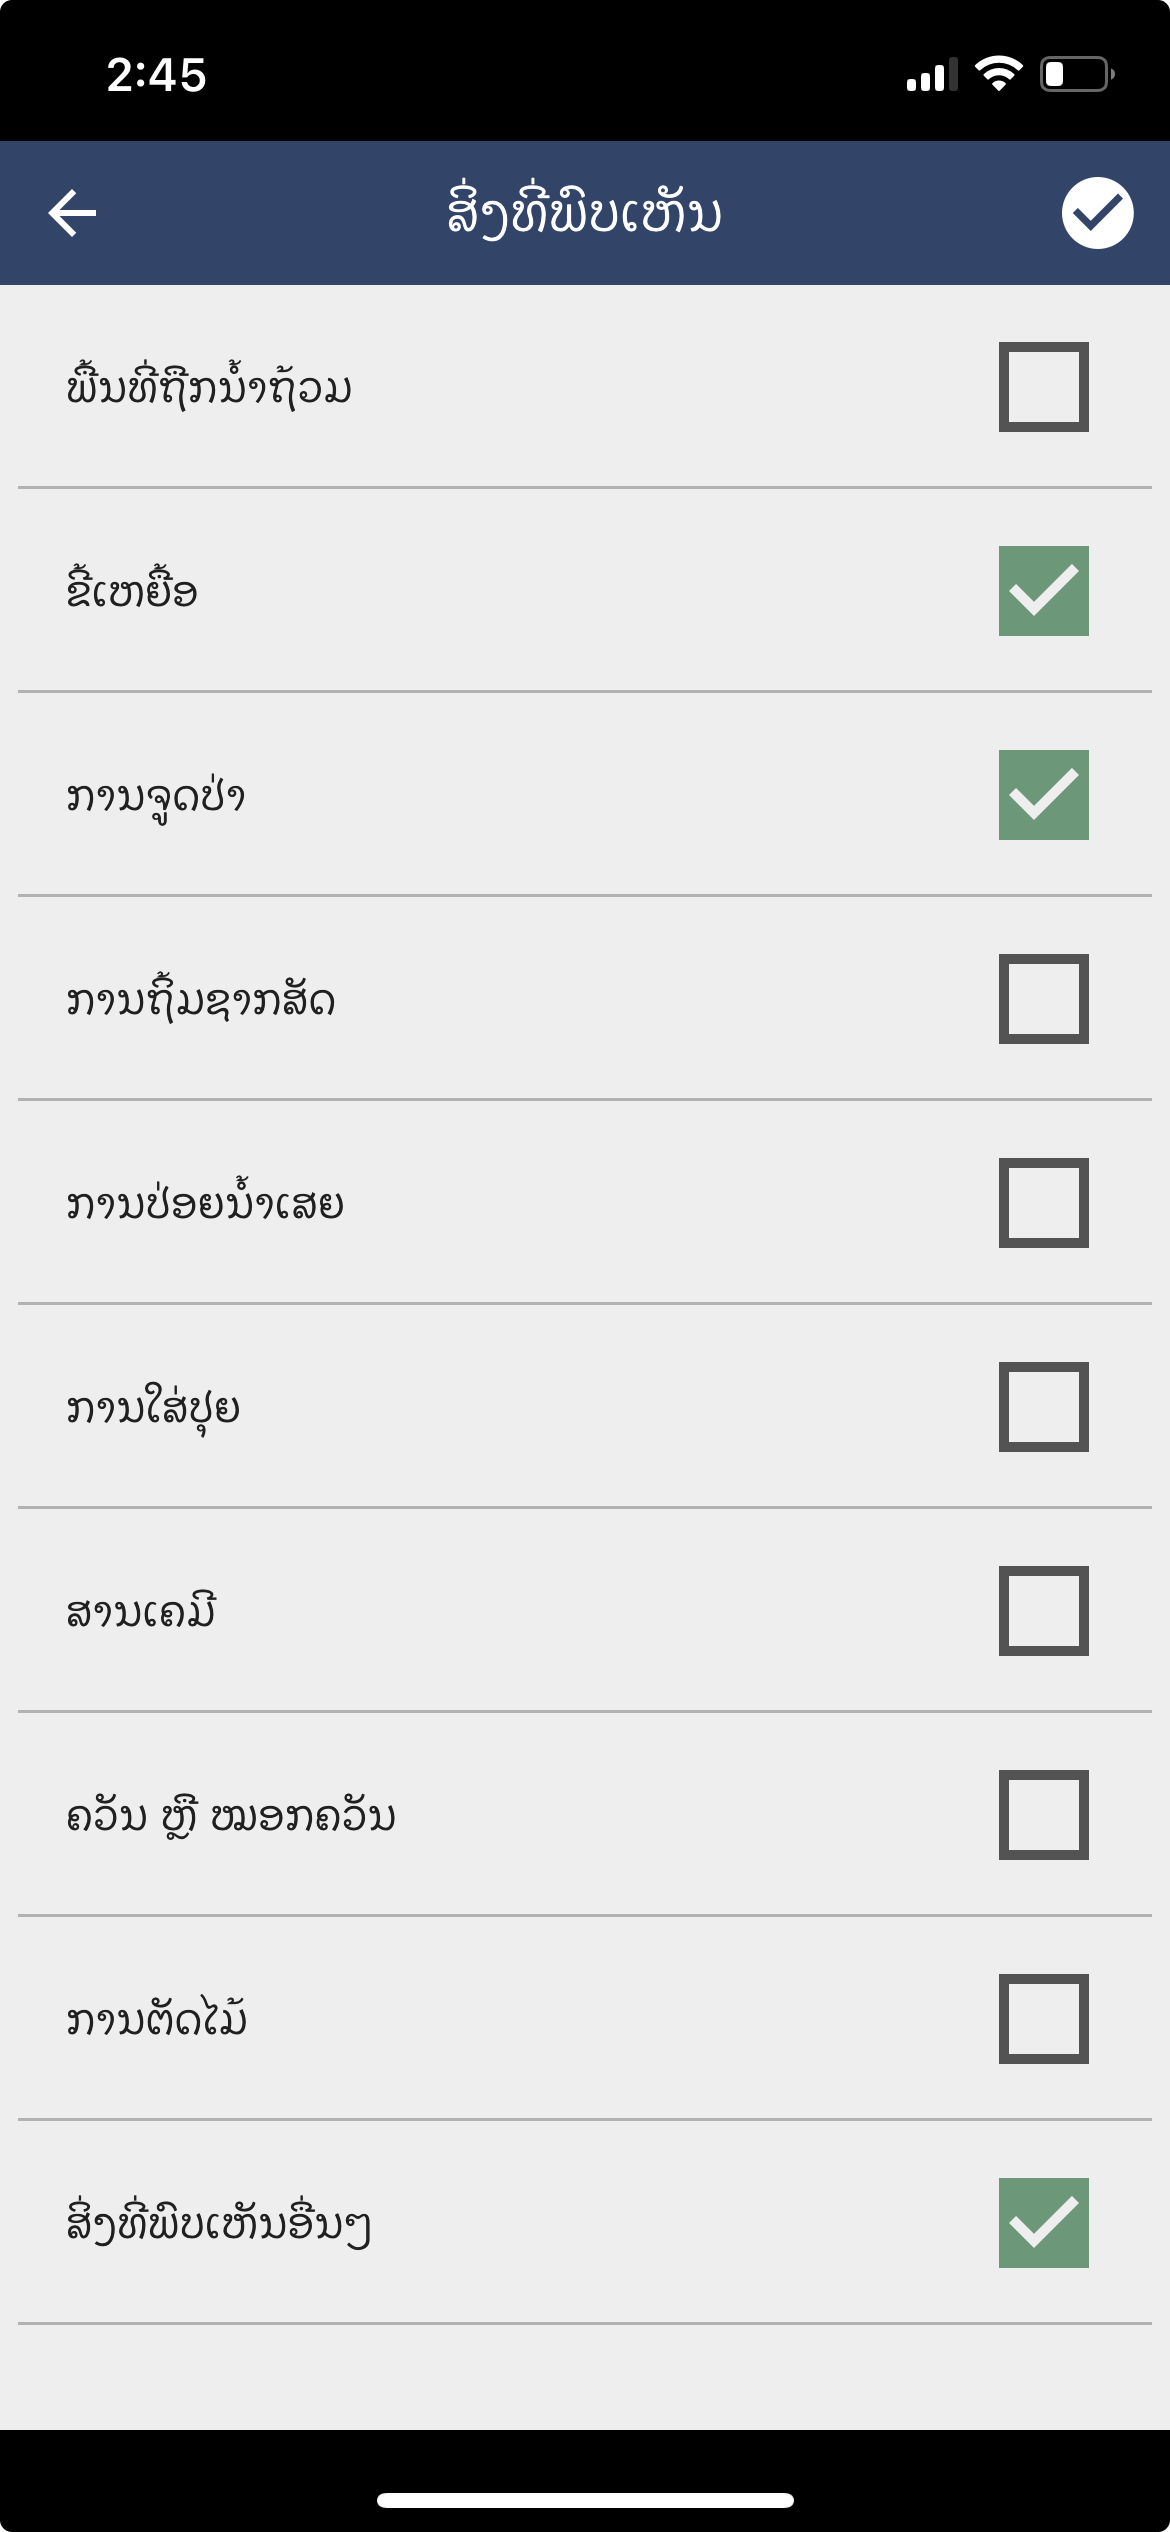 2:45
ສິ່ງທີ່ພົບເຫັນ
ພື້ນທີ່ຖືກນ້ຳຖ້ວມ
ຂີ້ເຫຍື້ອ
ການຈູດປ່າ
ການຖິ້ມຊາກສັດ
ການປ່ອຍນ້ຳເສຍ
ການໃສ່ປຸຍ
ສານເຄມີ
ຄວັນ ຫຼື ໝອກຄວັນ
ການຕັດໄມ້
ສິ່ງທີ່ພົບເຫັນອື່ນໆ